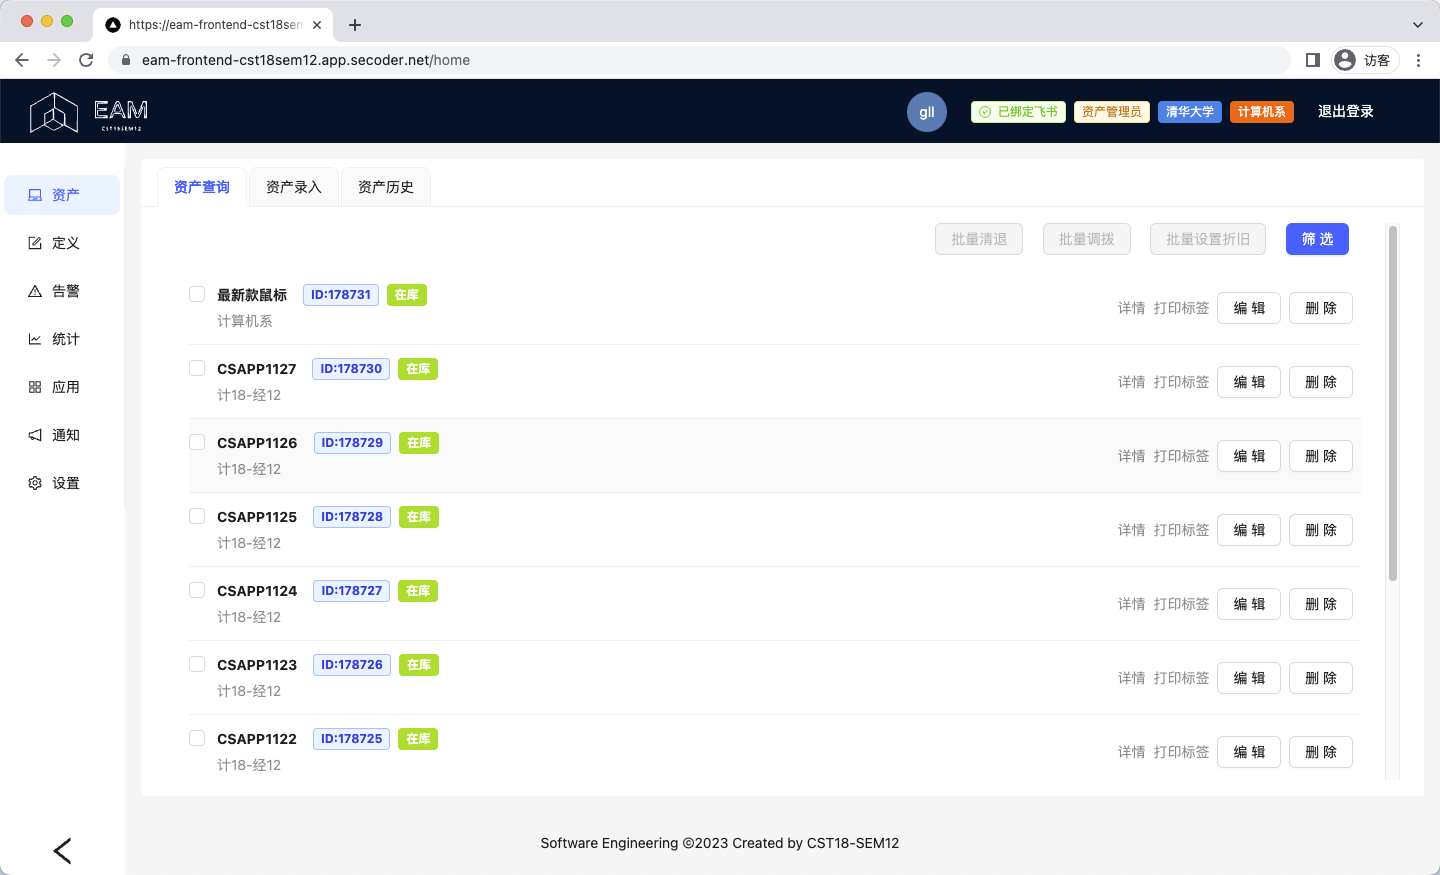 https://eam-frontend-cst18sem
eam-frontend-cst18sem12.app.secoder.net/home
访客
EAM
CST18SEM12
gll
已绑定飞书
资产管理员
清华大学
计算机系
退出登录
资产
定义
告警
统计
应用
通知
设置
资产查询
资产录入
资产历史
批量清退
批量调拨
批量设置折旧
筛 选
最新款鼠标 ID:178731 在库
计算机系
详情 打印标签 编 辑 删 除
CSAPP1127 ID:178730 在库
计18-经12
详情 打印标签 编 辑 删 除
CSAPP1126 ID:178729 在库
计18-经12
详情 打印标签 编 辑 删 除
CSAPP1125 ID:178728 在库
计18-经12
详情 打印标签 编 辑 删 除
CSAPP1124 ID:178727 在库
计18-经12
详情 打印标签 编 辑 删 除
CSAPP1123 ID:178726 在库
计18-经12
详情 打印标签 编 辑 删 除
CSAPP1122 ID:178725 在库
计18-经12
详情 打印标签 编 辑 删 除
Software Engineering ©2023 Created by CST18-SEM12